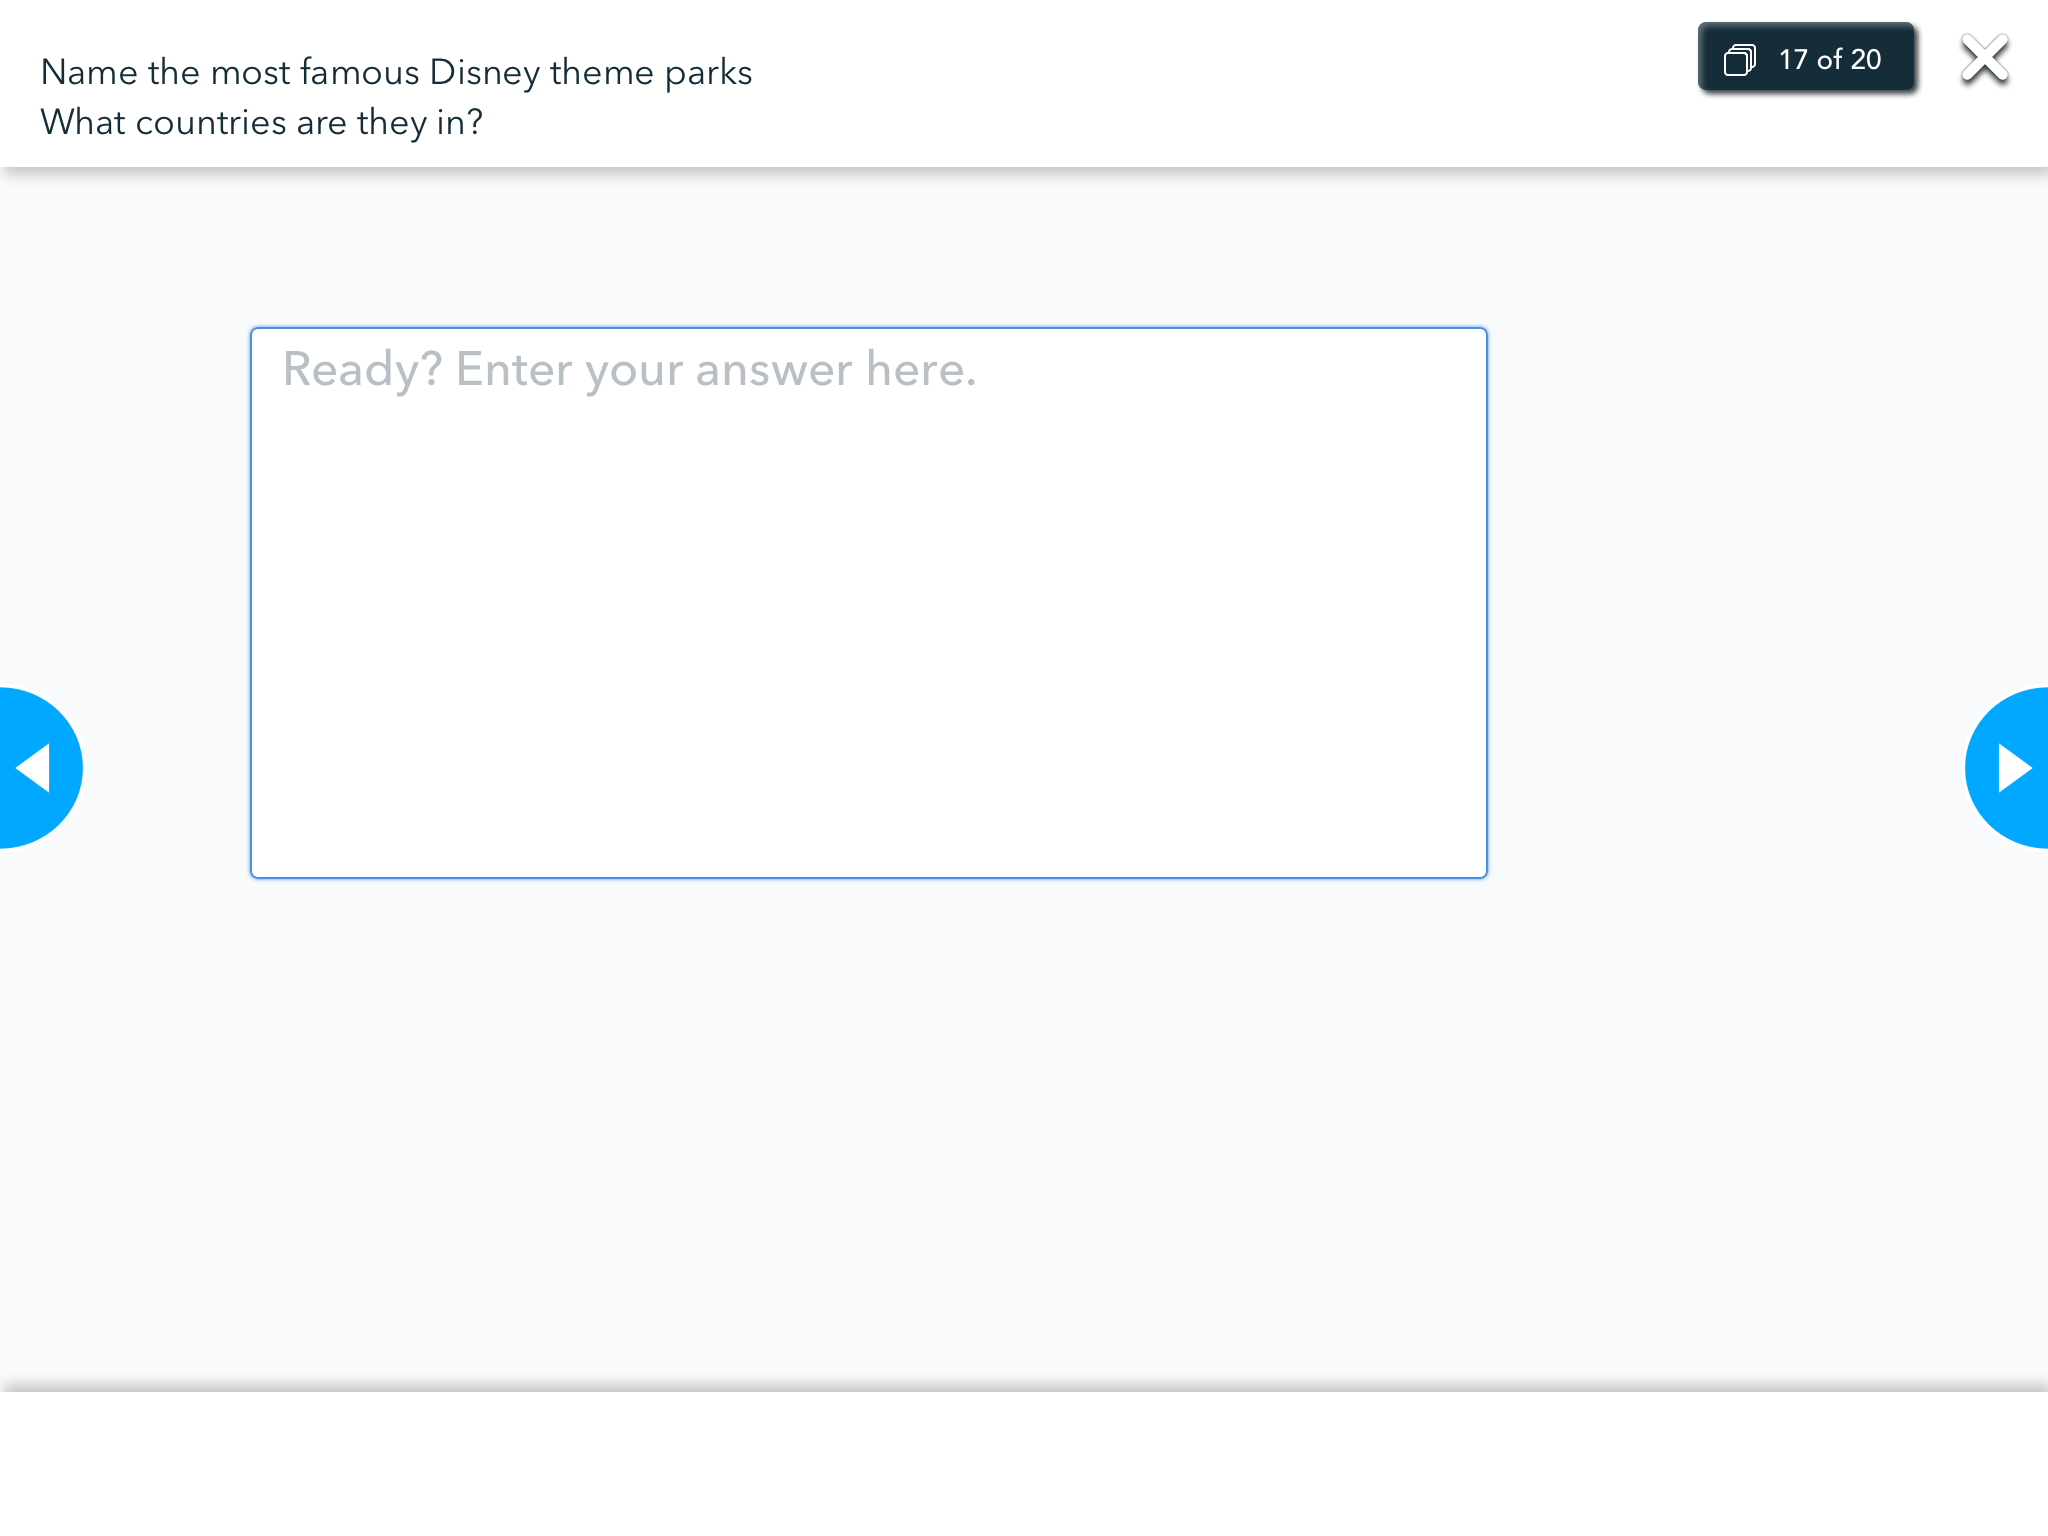 Name the most famous Disney theme parks
What countries are they in?
17 of 20
Ready? Enter your answer here.